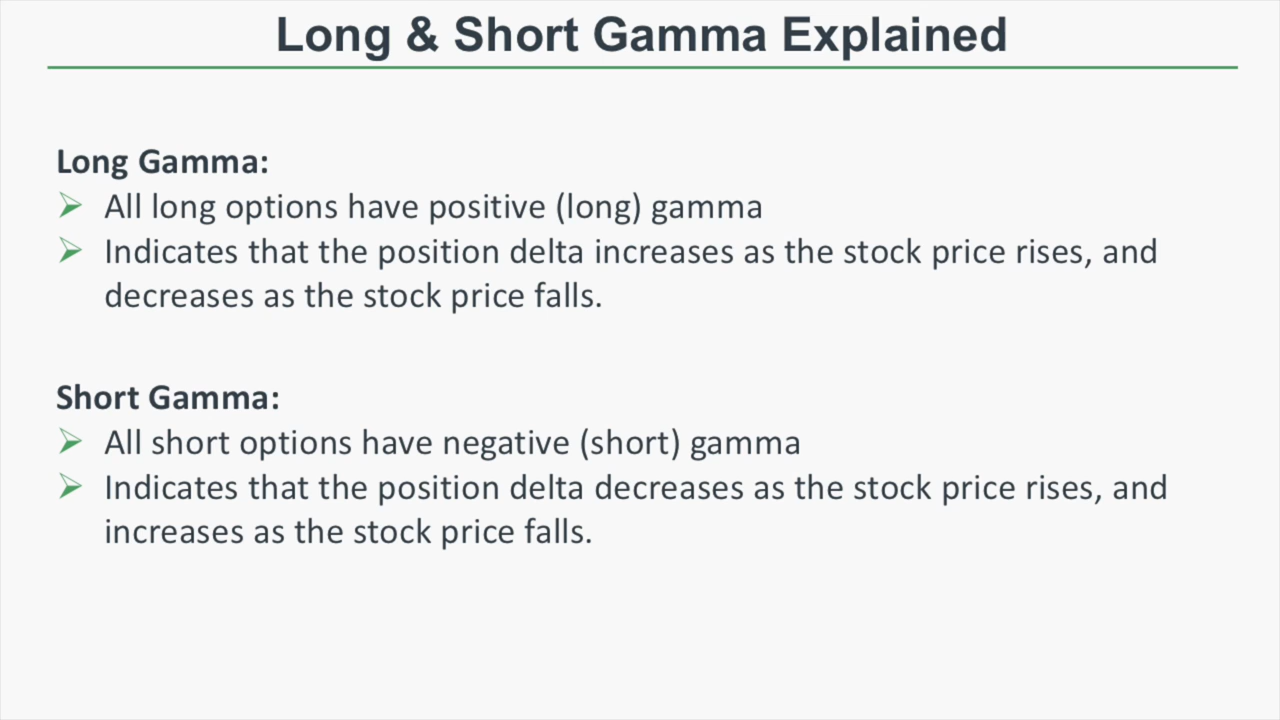 Long & Short Gamma Explained
Long Gamma:
➢ All long options have positive (long) gamma
➢ Indicates that the position delta increases as the stock price rises, and
decreases as the stock price falls.
Short Gamma:
➢ All short options have negative (short) gamma
➢ Indicates that the position delta decreases as the stock price rises, and
increases as the stock price falls.